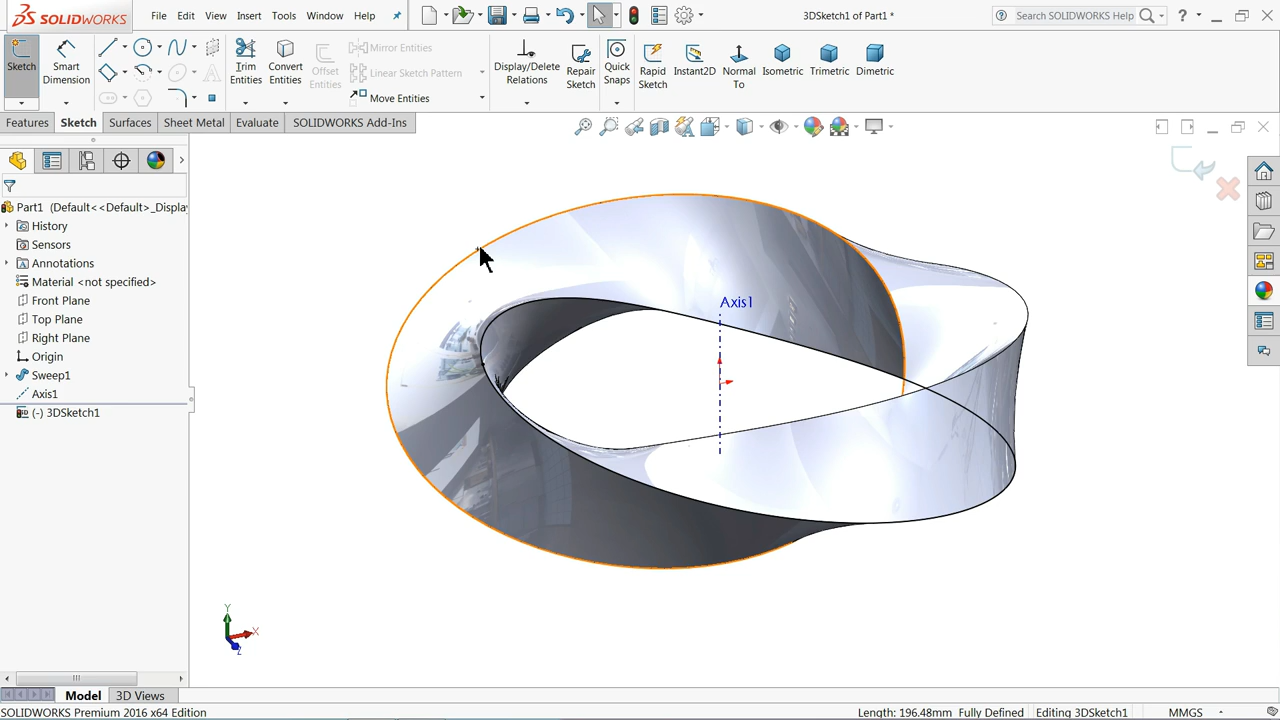 SOLIDWORKS
File
Edit
View
Insert
Tools
Window
Help
3DSketch1 of Part1 *
Search SOLIDWORKS Help
?
Sketch
Smart
Dimension
Trim
Entities
Convert
Entities
Offset
Entities
Mirror Entities
Linear Sketch Pattern
Move Entities
Display/Delete
Relations
Repair
Sketch
Quick
Snaps
Rapid
Sketch
Instant2D
Normal
To
Isometric
Trimetric
Dimetric
Features
Sketch
Surfaces
Sheet Metal
Evaluate
SOLIDWORKS Add-Ins
Part1 (Default<<Default>_Display
History
Sensors
Annotations
Material <not specified>
Front Plane
Top Plane
Right Plane
Origin
Sweep1
Axis1
(-) 3DSketch1
Axis1
Y
X
Z
Model
3D Views
SOLIDWORKS Premium 2016 x64 Edition
Length: 196.48mm
Fully Defined
Editing 3DSketch1
MMGS